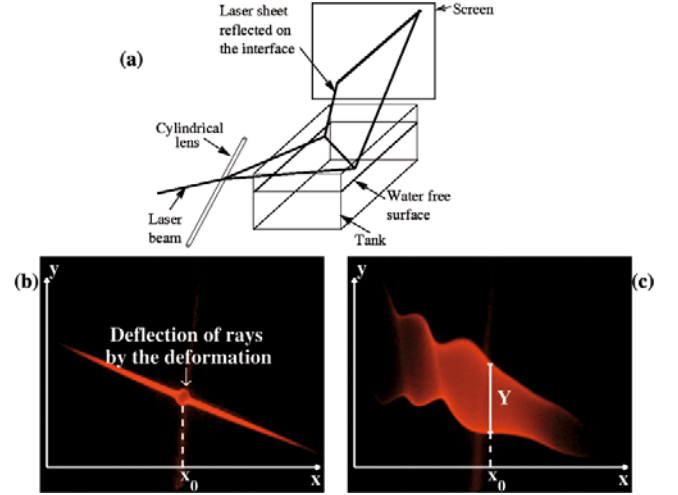 (a)
Laser sheet
reflected on
the interface
Screen
Cylindrical
lens
Laser
beam
Water free
surface
Tank
(b)
y
Deflection of rays
by the deformation
x0
x
(c)
y
Y
x0
x